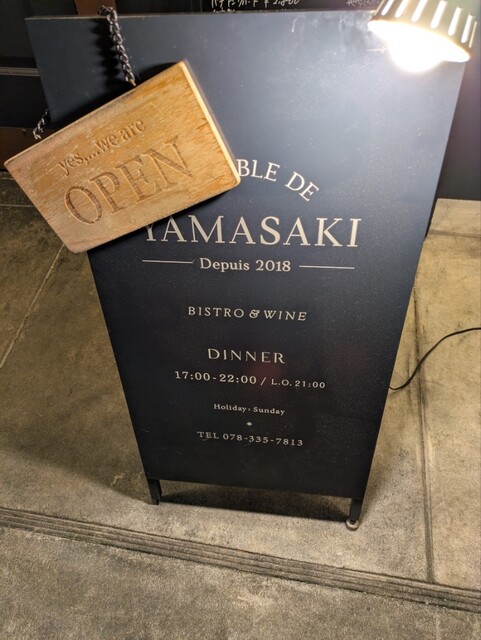 yes,...we are
OPEN
BLE DE
YAMASAKI
Depuis 2018
BISTRO & WINE
DINNER
17:00-22:00 / L.O. 21:00
Holiday: Sunday
TEL 078-335-7813